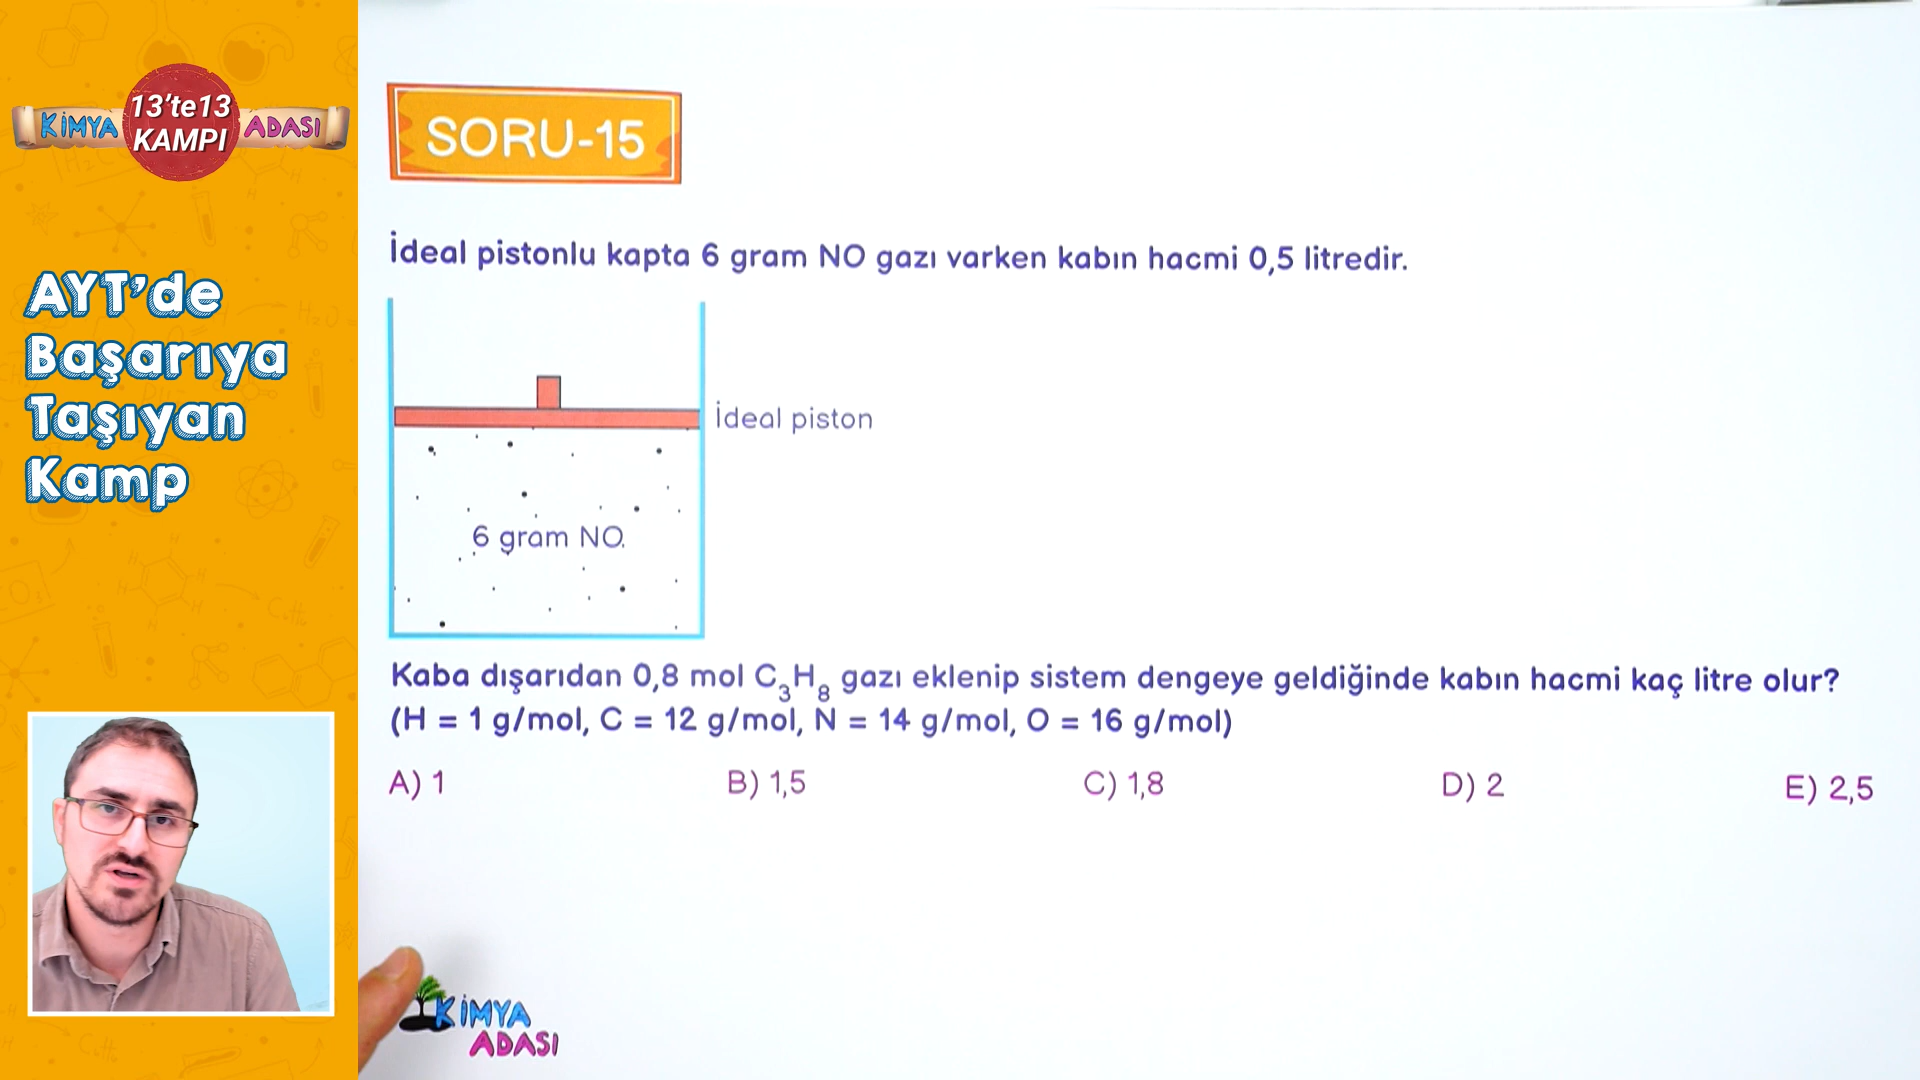 KİMYA 13'te13 KAMPI ADASI
AYT'de
Başarıya
Taşıyan
Kamp
SORU-15
İdeal pistonlu kapta 6 gram NO gazı varken kabın hacmi 0,5 litredir.
İdeal piston
6 gram NO
Kaba dışarıdan 0,8 mol C₃H₈ gazı eklenip sistem dengeye geldiğinde kabın hacmi kaç litre olur?
(H = 1 g/mol, C = 12 g/mol, N = 14 g/mol, O = 16 g/mol)
A) 1 B) 1,5 C) 1,8 D) 2 E) 2,5
KİMYA
ADASI